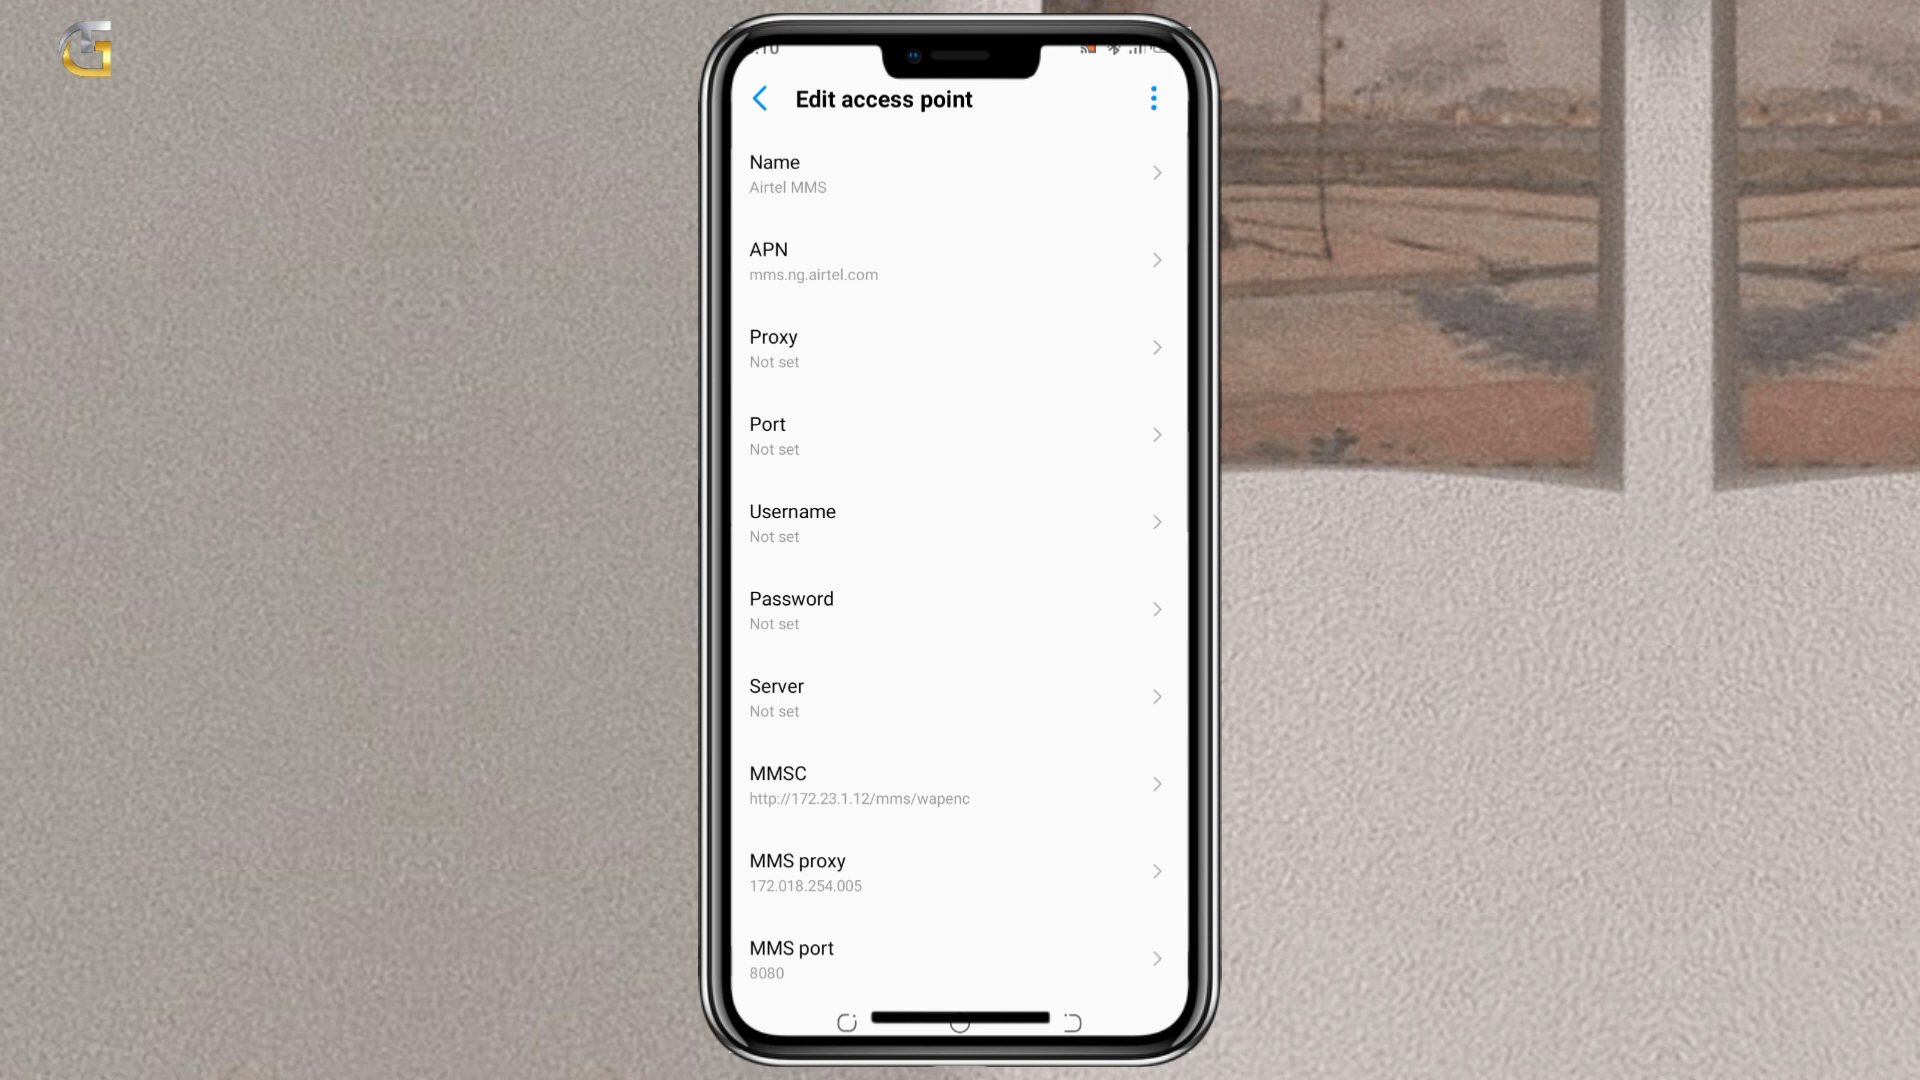 Edit access point
Name
Airtel MMS
APN
mms.ng.airtel.com
Proxy
Not set
Port
Not set
Username
Not set
Password
Not set
Server
Not set
MMSC
http://172.23.1.12/mms/wapenc
MMS proxy
172.018.254.005
MMS port
8080